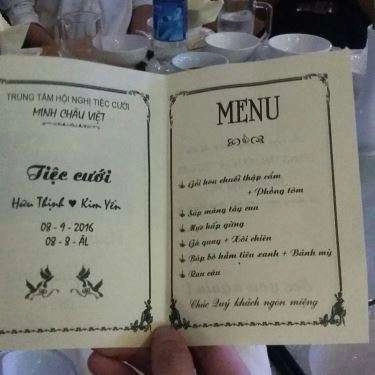 TRUNG TÂM HỘI NGHỊ TIỆC CƯỚI
MINH CHÂU VIỆT
Tiệc cưới
Hữu Thịnh ♥ Kim Yến
08 - 9 - 2016
08 - 8 - ÂL
MENU
Gỏi hoa chuối thập cẩm
+ Phồng tôm
Súp măng tây cua
Mực hấp gừng
Gà quay + Xôi chiên
Bắp bò hầm tiêu xanh + Bánh mỳ
Rau câu
Chúc Quý khách ngon miệng